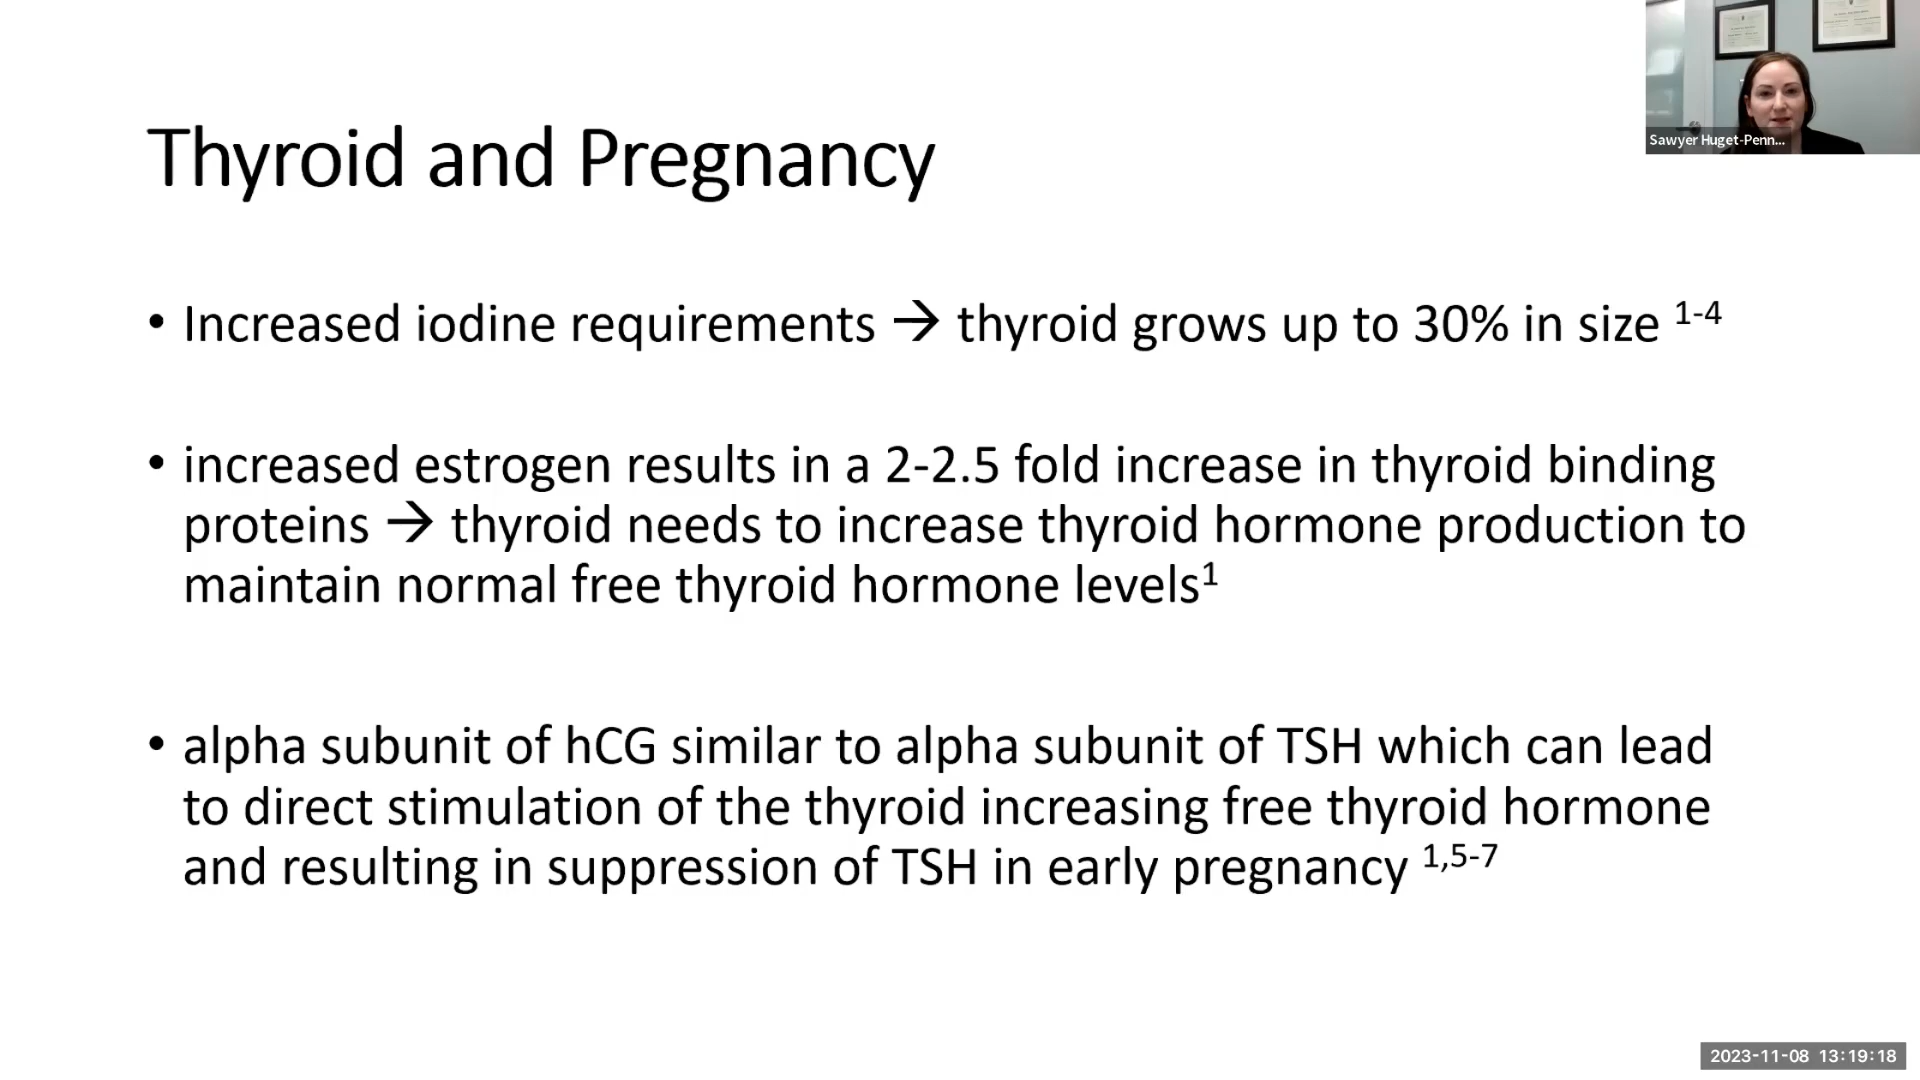 Sawyer Huget-Penn...
Thyroid and Pregnancy
• Increased iodine requirements → thyroid grows up to 30% in size 1-4
• increased estrogen results in a 2-2.5 fold increase in thyroid binding
proteins → thyroid needs to increase thyroid hormone production to
maintain normal free thyroid hormone levels1
• alpha subunit of hCG similar to alpha subunit of TSH which can lead
to direct stimulation of the thyroid increasing free thyroid hormone
and resulting in suppression of TSH in early pregnancy 1,5-7
2023-11-08 13:19:18